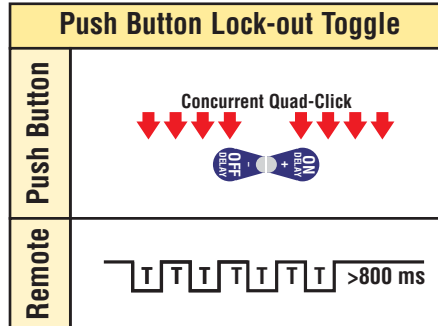 Push Button Lock-out Toggle
Push Button
Concurrent Quad-Click
OFF
DELAY
-
+
ON
DELAY
Remote
T T T T T T T >800 ms